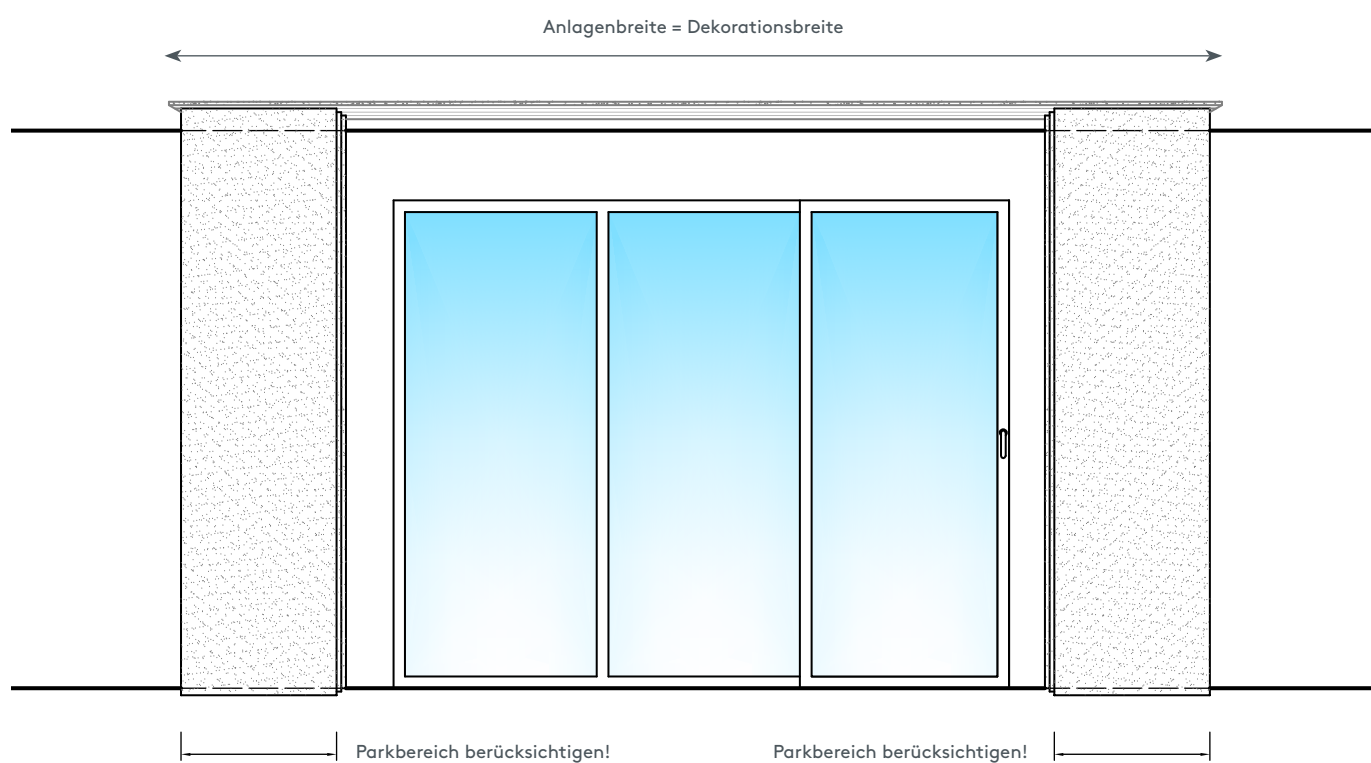 Anlagenbreite = Dekorationsbreite
Parkbereich berücksichtigen!
Parkbereich berücksichtigen!